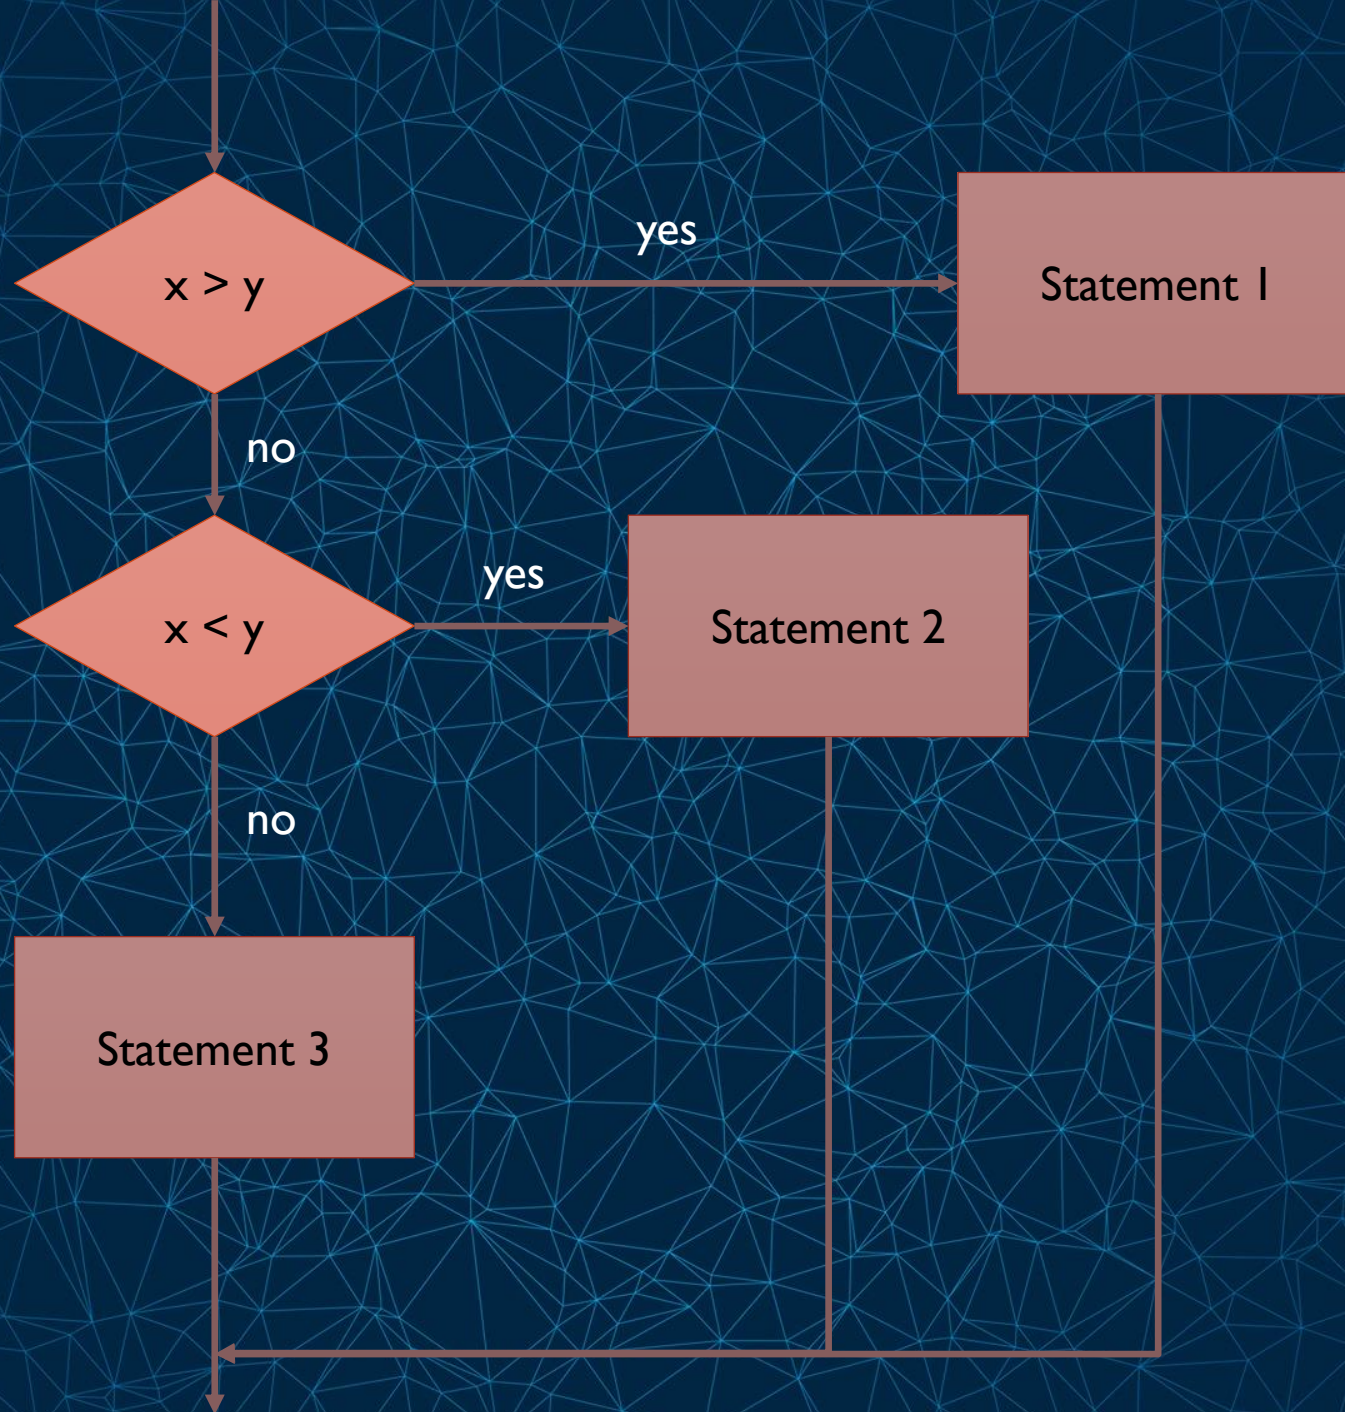 yes
x > y
Statement 1
no
yes
x < y
Statement 2
no
Statement 3